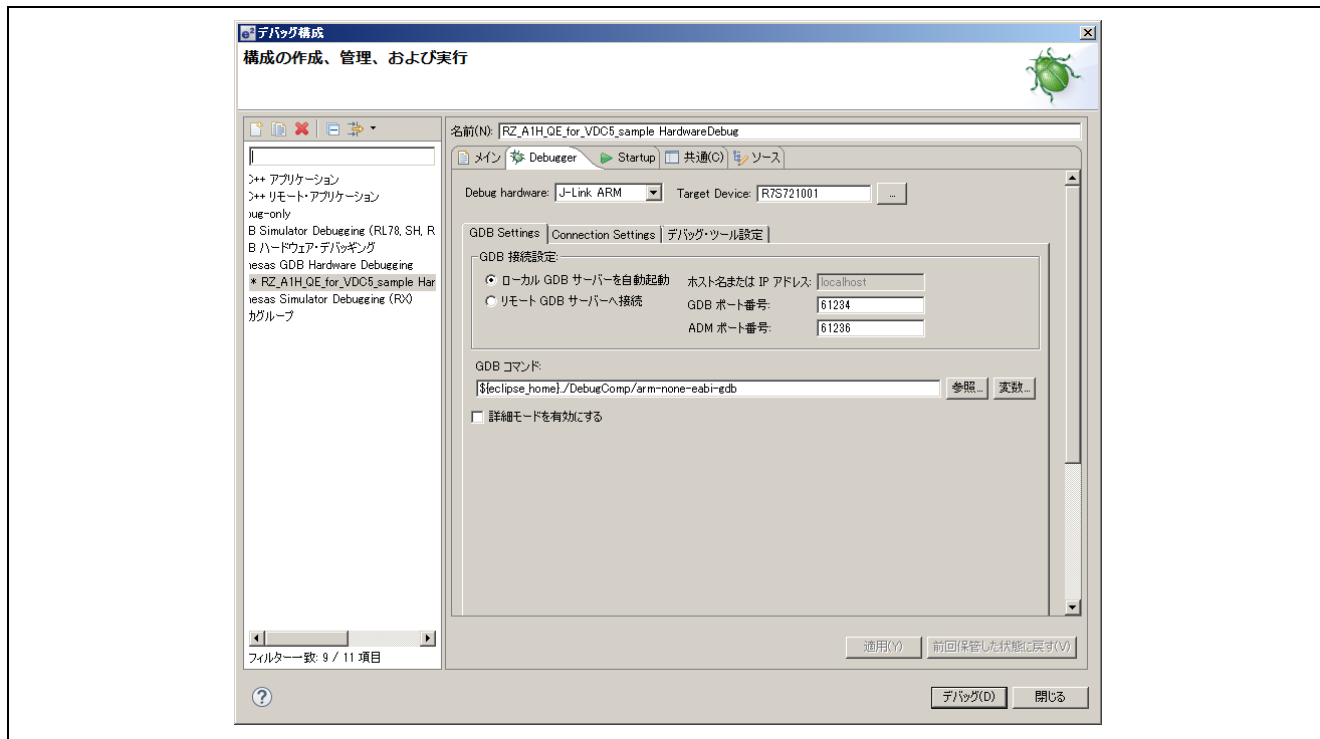 e² デバッグ構成
構成の作成、管理、および実行
名前(N): RZ_A1H_QE_for_VDC5_sample HardwareDebug
メイン Debugger Startup 共通(C) ソース
Debug hardware: J-Link ARM Target Device: R7S721001 ...
GDB Settings Connection Settings デバッグ・ツール設定
GDB 接続設定:
ローカル GDB サーバーを自動起動 ホスト名または IP アドレス: localhost
リモート GDB サーバーへ接続 GDB ポート番号: 61234
ADM ポート番号: 61236
GDB コマンド:
${eclipse_home}./DebugComp/arm-none-eabi-gdb 参照... 変数...
詳細モードを有効にする
C++ アプリケーション
C++ リモート・アプリケーション
ug-only
B Simulator Debugging (RL78, SH, R
B ハードウェア・デバッギング
esas GDB Hardware Debugging
* RZ_A1H_QE_for_VDC5_sample Har
esas Simulator Debugging (RX)
カグループ
フィルター一致: 9 / 11 項目
適用(Y) 前回保管した状態に戻す(V)
? デバッグ(D) 閉じる